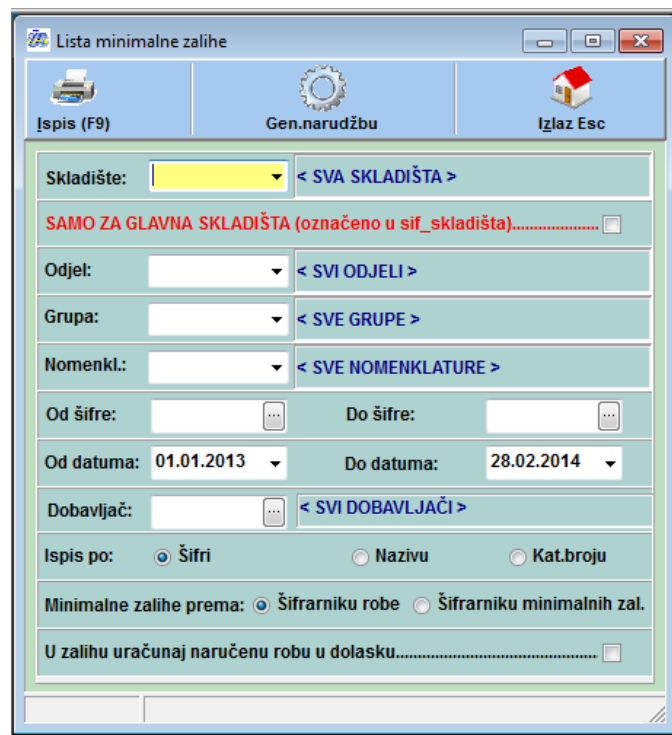 Lista minimalne zalihe
Ispis (F9) Gen.narudžbu Izlaz Esc
Skladište: < SVA SKLADIŠTA >
SAMO ZA GLAVNA SKLADIŠTA (označeno u sif_skladišta)....................
Odjel: < SVI ODJELI >
Grupa: < SVE GRUPE >
Nomenkl.: < SVE NOMENKLATURE >
Od šifre: ... Do šifre: ...
Od datuma: 01.01.2013 Do datuma: 28.02.2014
Dobavljač: ... < SVI DOBAVLJAČI >
Ispis po: Šifri Nazivu Kat.broju
Minimalne zalihe prema: Šifrarniku robe Šifrarniku minimalnih zal.
U zalihu uračunaj naručenu robu u dolasku..............................................